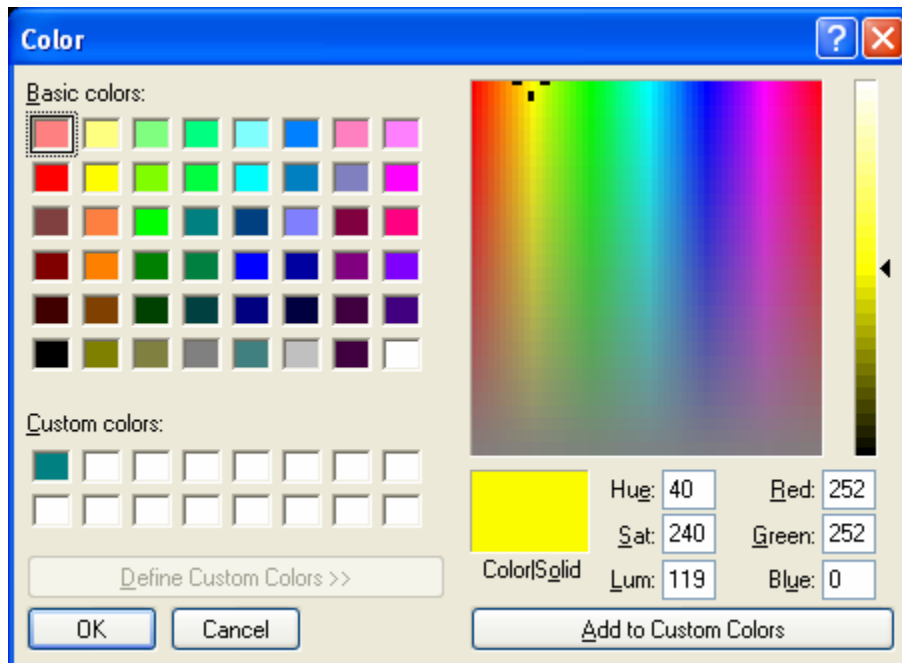 Color
Basic colors:
Custom colors:
Define Custom Colors >>
OK Cancel
Color|Solid
Hue: 40 Red: 252
Sat: 240 Green: 252
Lum: 119 Blue: 0
Add to Custom Colors